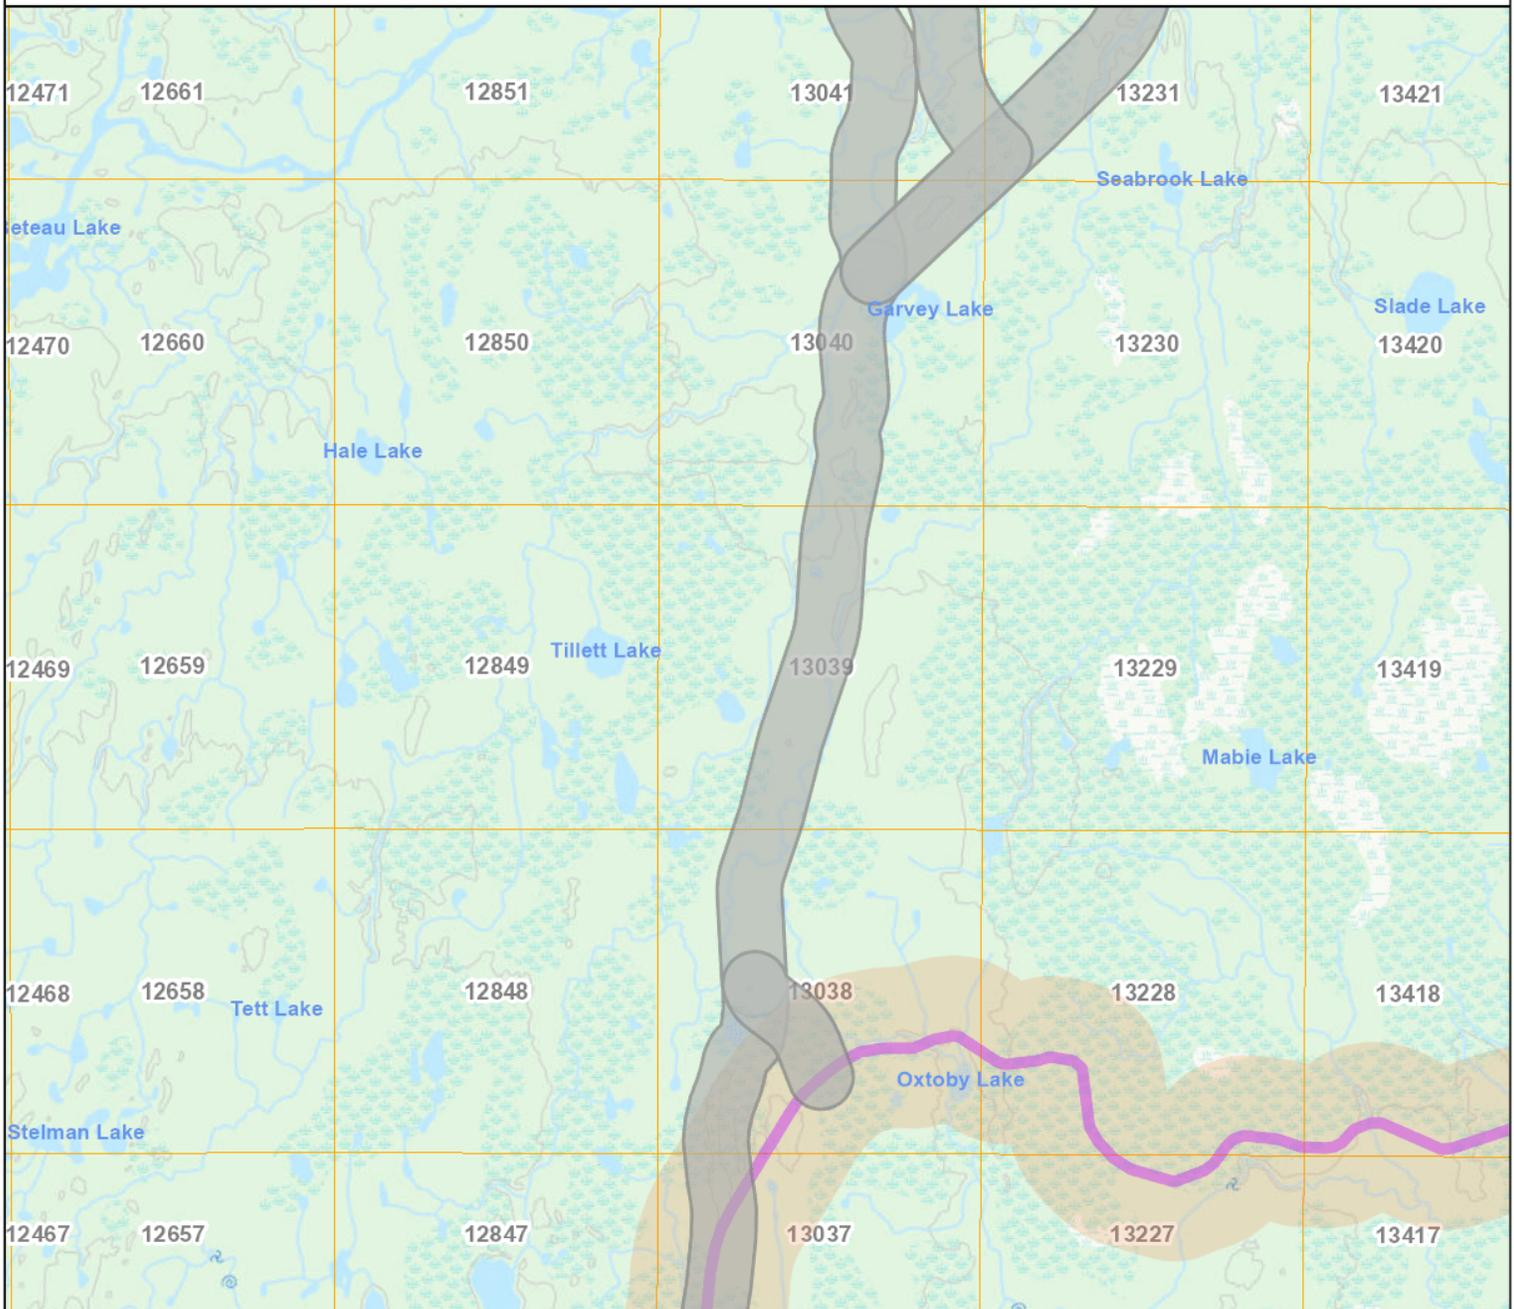 12471 12661 12851 13041 13231 13421
Seabrook Lake
eteau Lake
Garvey Lake Slade Lake
12470 12660 12850 13040 13230 13420
Hale Lake
Tillett Lake
12469 12659 12849 13039 13229 13419
Mabie Lake
12468 12658 12848 13038 13228 13418
Tett Lake
Oxtoby Lake
Stelman Lake
12467 12657 12847 13037 13227 13417